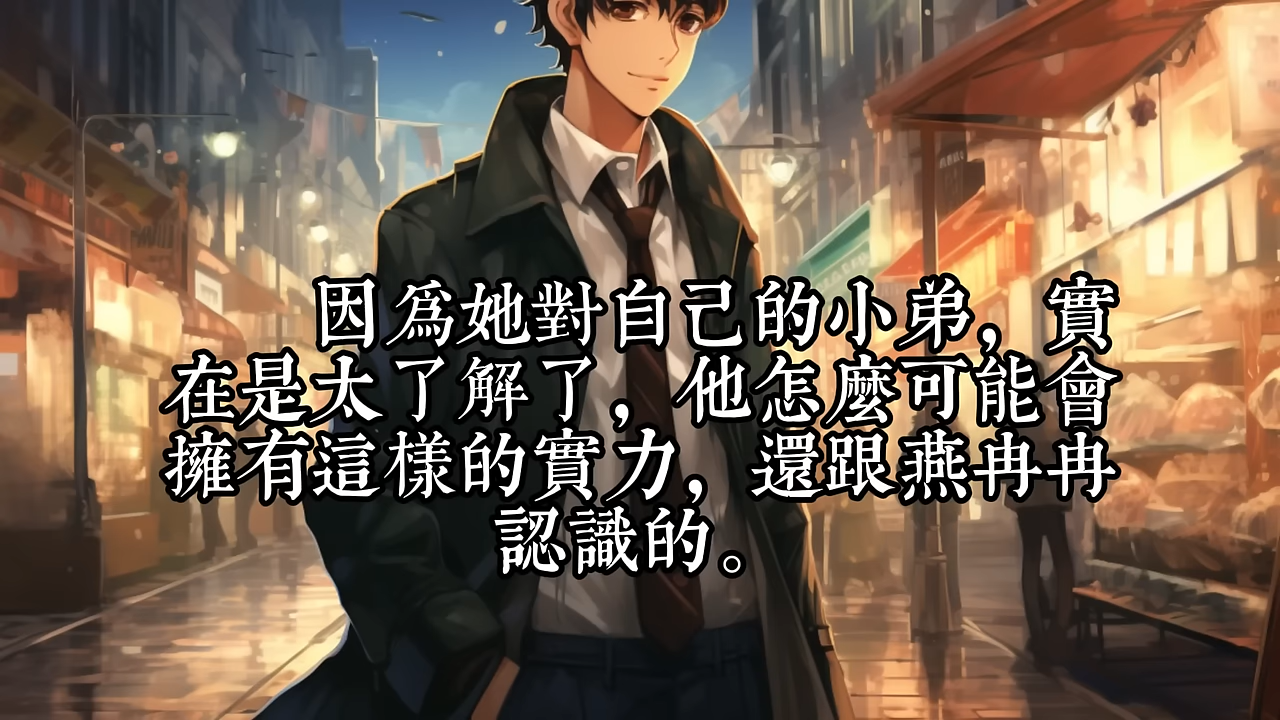 因爲她對自己的小弟，實
在是太了解了，他怎麼可能會
擁有這樣的實力，還跟燕冉冉
認識的。